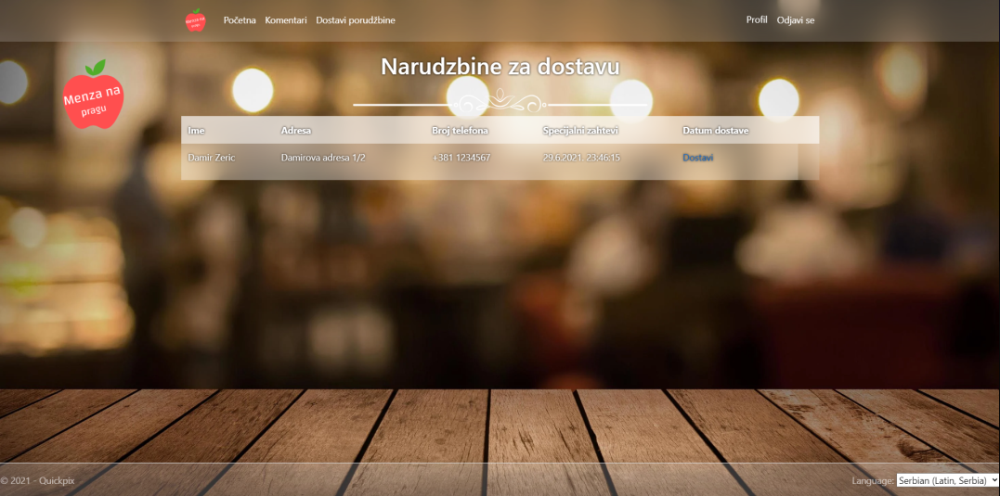 Menza na
pragu
Početna Komentari Dostavi porudžbine Profil Odjavi se
Menza na
pragu
Narudzbine za dostavu
Ime Adresa Broj telefona Specijalni zahtevi Datum dostave
Damir Zeric Damirova adresa 1/2 +381 1234567 29.6.2021. 23:46:15 Dostavi
© 2021 - Quickpix Language: Serbian (Latin, Serbia)